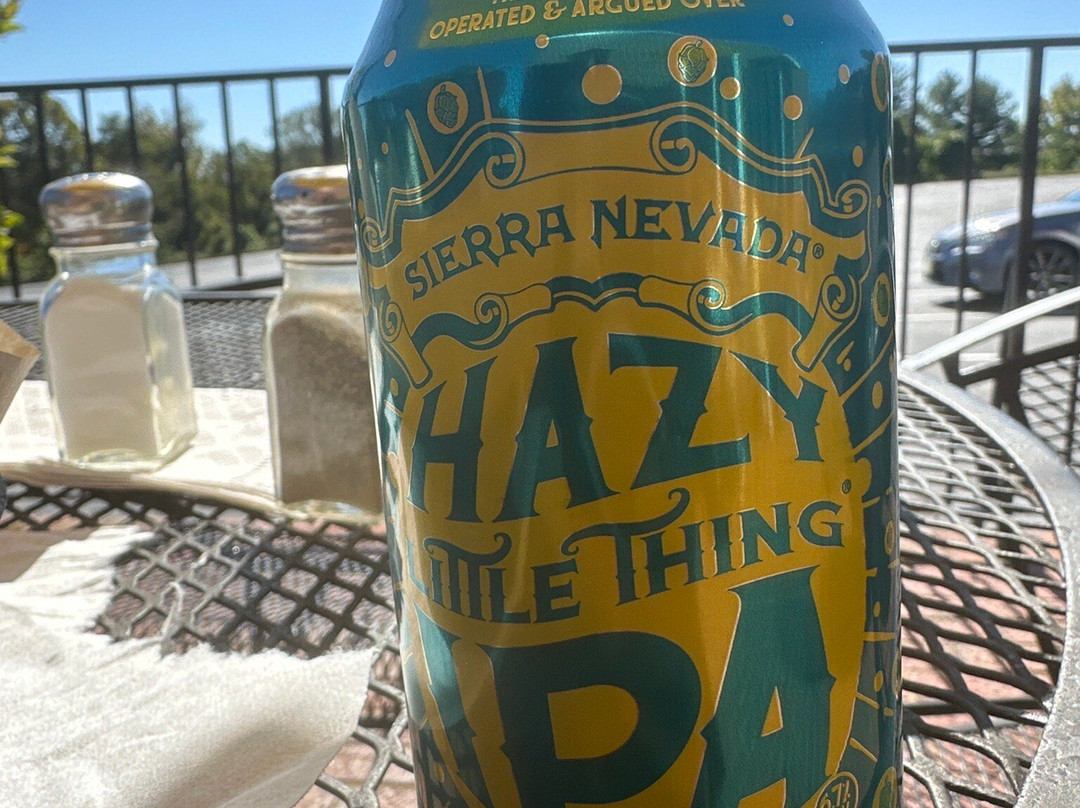 OPERATED & ARGUED OVER
SIERRA NEVADA®
HAZY
LITTLE THING®
IPA